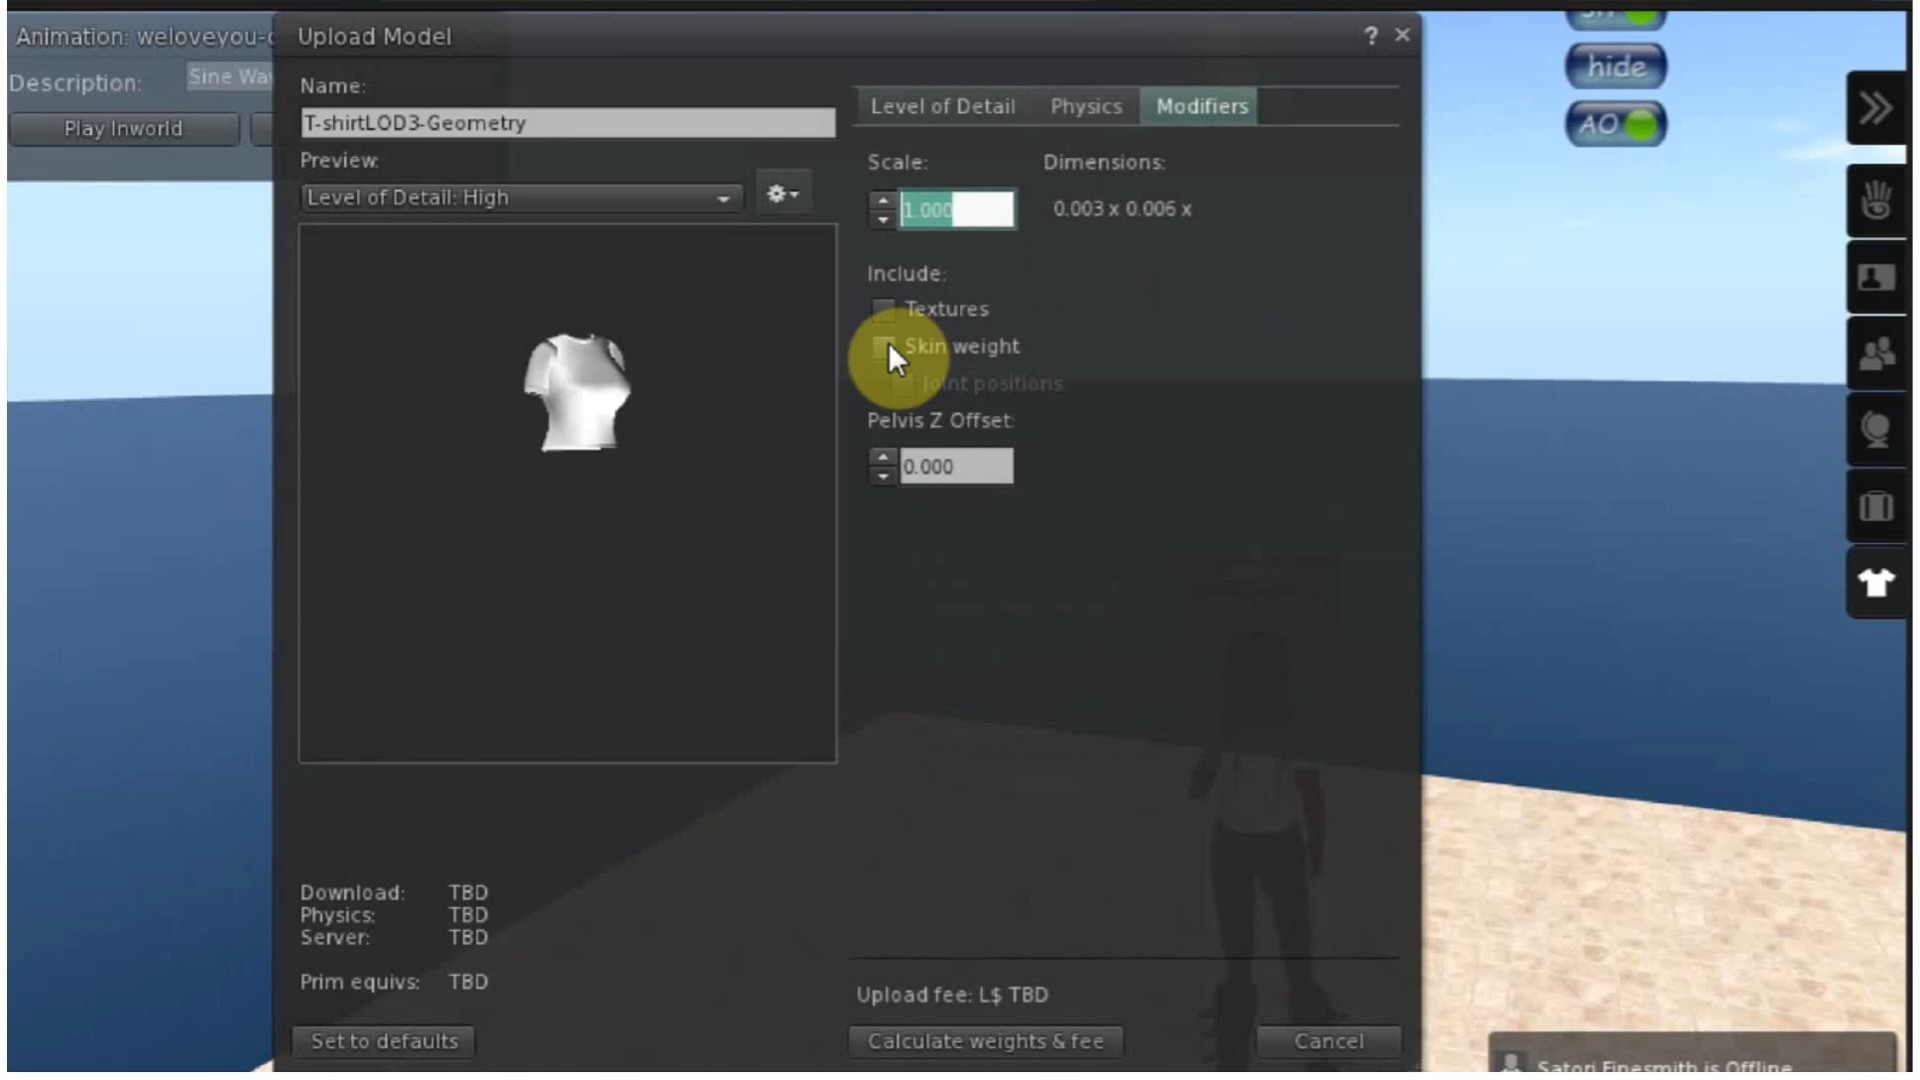 Animation: weloveyou-
Description:
Sine Wa
Play Inworld
Upload Model
?
Name:
T-shirtLOD3-Geometry
Preview:
Level of Detail: High
Level of Detail
Physics
Modifiers
Scale:
Dimensions:
1.000
0.003 x 0.006 x
Include:
Textures
Skin weight
Joint positions
Pelvis Z Offset:
0.000
Download: TBD
Physics: TBD
Server: TBD
Prim equivs: TBD
Upload fee: L$ TBD
Set to defaults
Calculate weights & fee
Cancel
hide
AO
Satori Finesmith is Offline